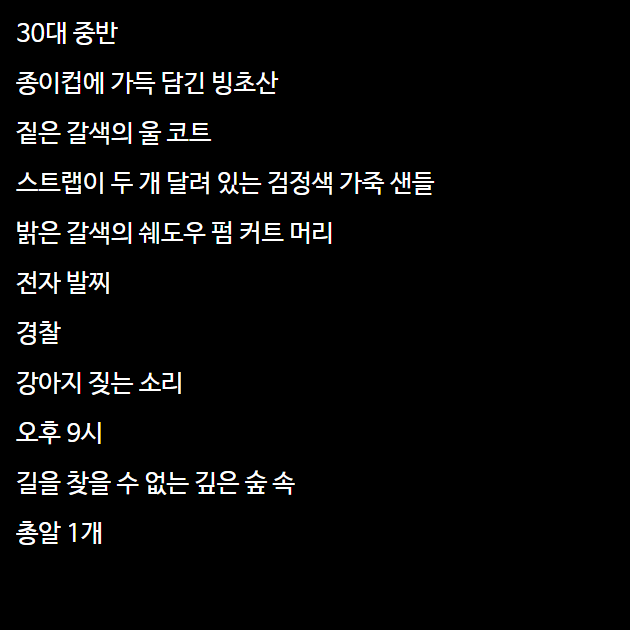 30대 중반
종이컵에 가득 담긴 빙초산
짙은 갈색의 울 코트
스트랩이 두 개 달려 있는 검정색 가죽 샌들
밝은 갈색의 쉐도우 펌 커트 머리
전자 발찌
경찰
강아지 짖는 소리
오후 9시
길을 찾을 수 없는 깊은 숲 속
총알 1개